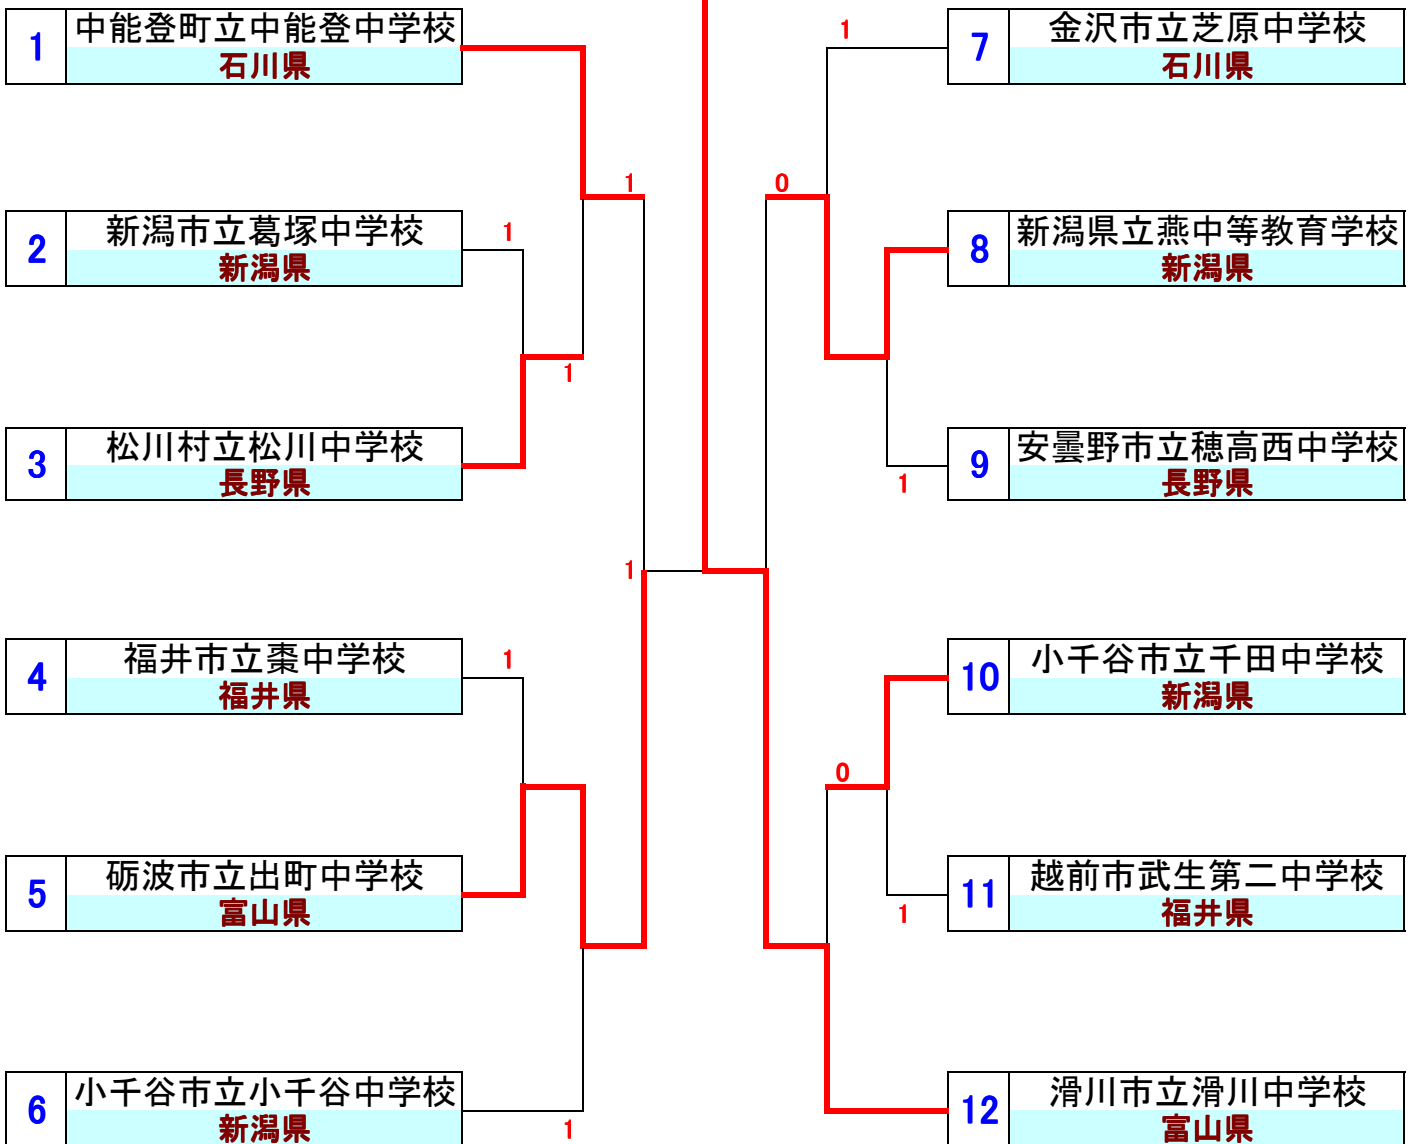 1 中能登町立中能登中学校
石川県
2 新潟市立葛塚中学校
新潟県
3 松川村立松川中学校
長野県
4 福井市立棗中学校
福井県
5 砺波市立出町中学校
富山県
6 小千谷市立小千谷中学校
新潟県
1
1
1
1
1
1
1
0
0
1
1
1
7 金沢市立芝原中学校
石川県
8 新潟県立燕中等教育学校
新潟県
9 安曇野市立穂高西中学校
長野県
10 小千谷市立千田中学校
新潟県
11 越前市武生第二中学校
福井県
12 滑川市立滑川中学校
富山県